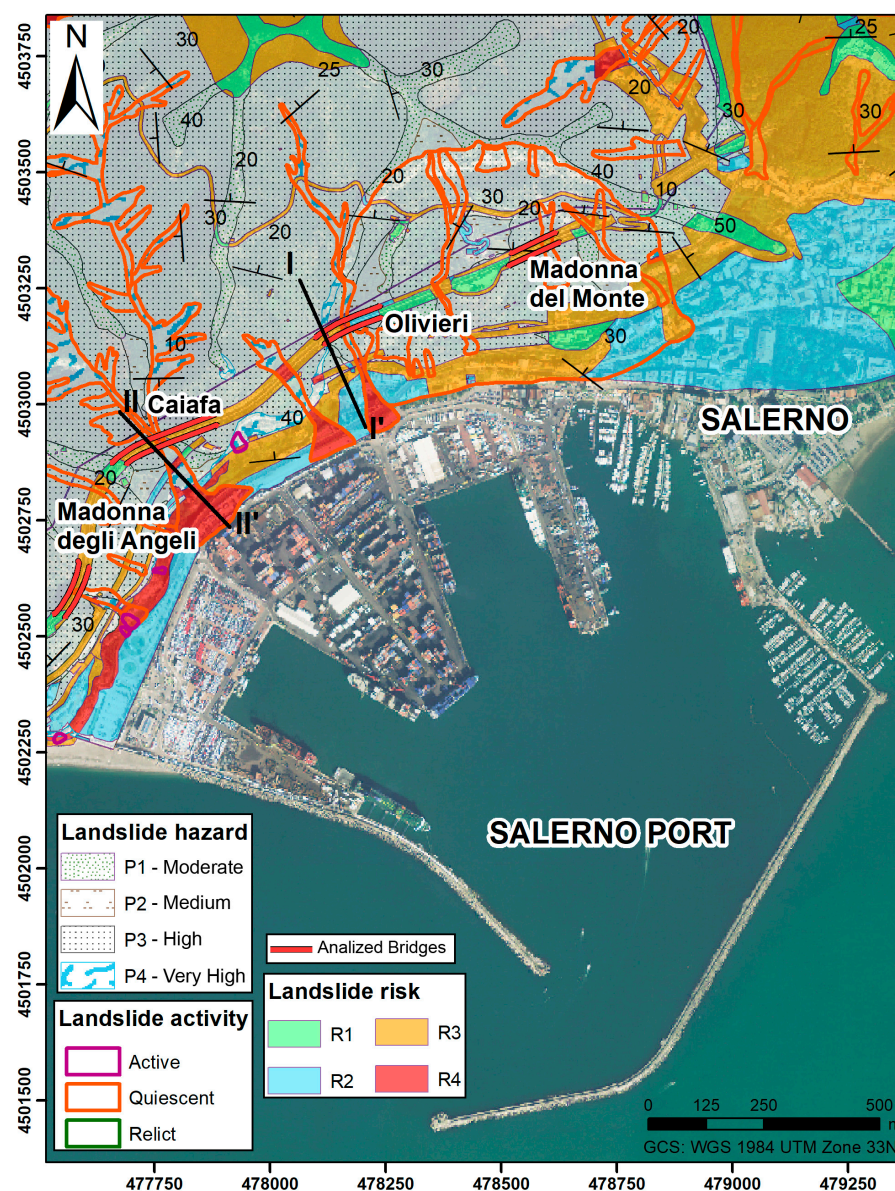 N
30
20
25
4503750
25
30
40
20
30
30
4503500
20
20
40
30
10
30
20
20
50
I
Madonna
del Monte
4503250
Olivieri
10
30
4503000
II Caiafa
40
I'
SALERNO
20
4502750
Madonna
degli Angeli
II'
4502500
30
4502250
4502000
SALERNO PORT
4501750
4501500
Landslide hazard
P1 - Moderate
P2 - Medium
P3 - High
P4 - Very High
Analized Bridges
Landslide activity
Active
Quiescent
Relict
Landslide risk
R1
R3
R2
R4
0 125 250 500
m
GCS: WGS 1984 UTM Zone 33N
477750 478000 478250 478500 478750 479000 479250